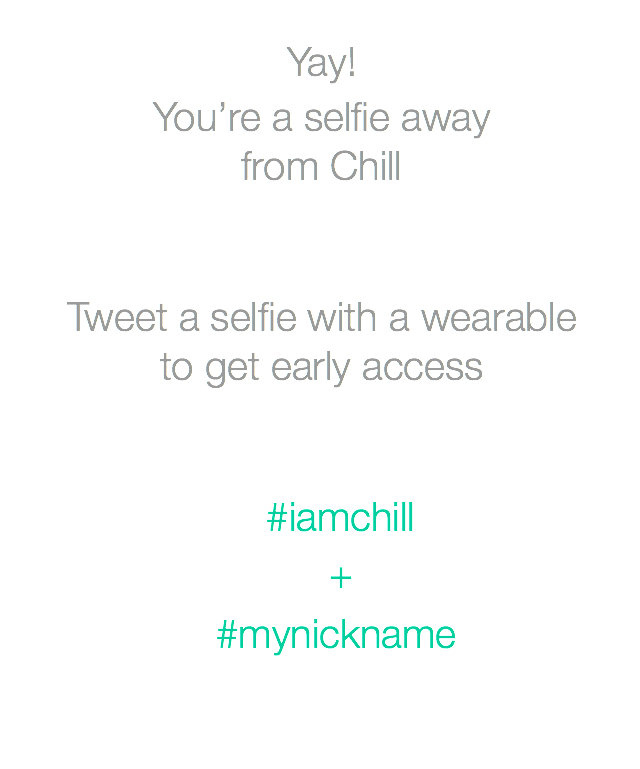 Yay!
You’re a selfie away
from Chill
Tweet a selfie with a wearable
to get early access
#iamchill
+
#mynickname